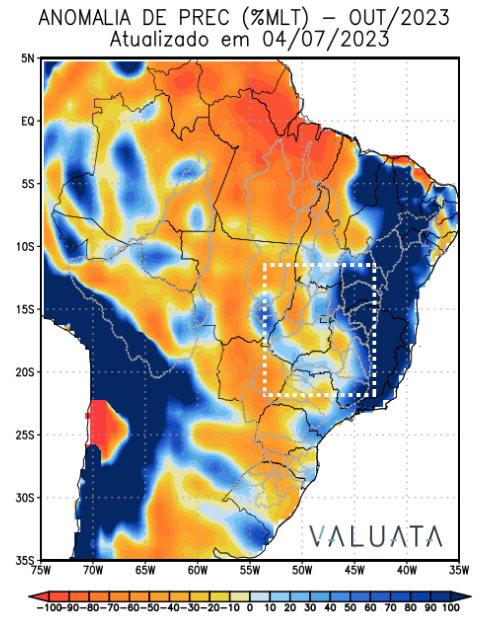 ANOMALIA DE PREC (%MLT) – OUT/2023
Atualizado em 04/07/2023
5N
EQ
5S
10S
15S
20S
25S
30S
35S
VALUATA
75W 70W 65W 60W 55W 50W 45W 40W 35W
-100 -90 -80 -70 -60 -50 -40 -30 -20 -10 0 10 20 30 40 50 60 70 80 90 100